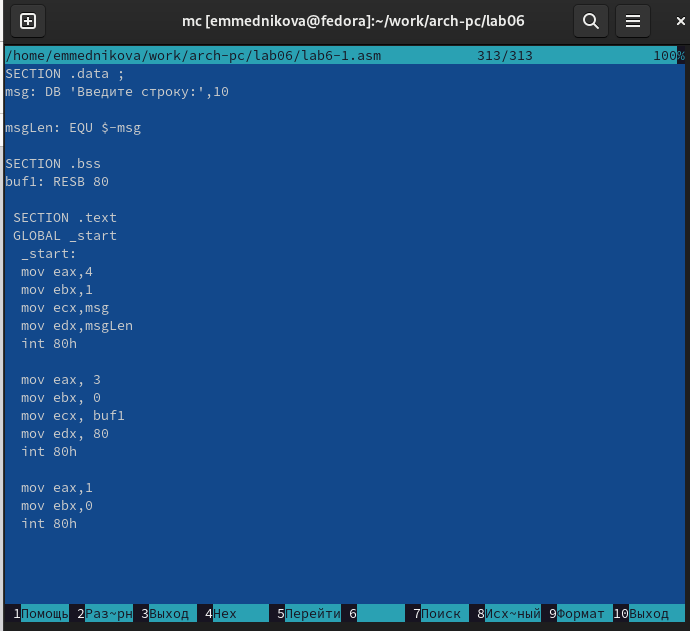 mc [emmednikova@fedora]:~/work/arch-pc/lab06
/home/emmednikova/work/arch-pc/lab06/lab6-1.asm 313/313 100%
SECTION .data ;
msg: DB 'Введите строку:',10
msgLen: EQU $-msg
SECTION .bss
buf1: RESB 80
SECTION .text
GLOBAL _start
_start:
mov eax,4
mov ebx,1
mov ecx,msg
mov edx,msgLen
int 80h
mov eax, 3
mov ebx, 0
mov ecx, buf1
mov edx, 80
int 80h
mov eax,1
mov ebx,0
int 80h
1Помощь 2Раз~рн 3Выход 4Hex 5Перейти 6 7Поиск 8Исх~ный 9Формат 10Выход